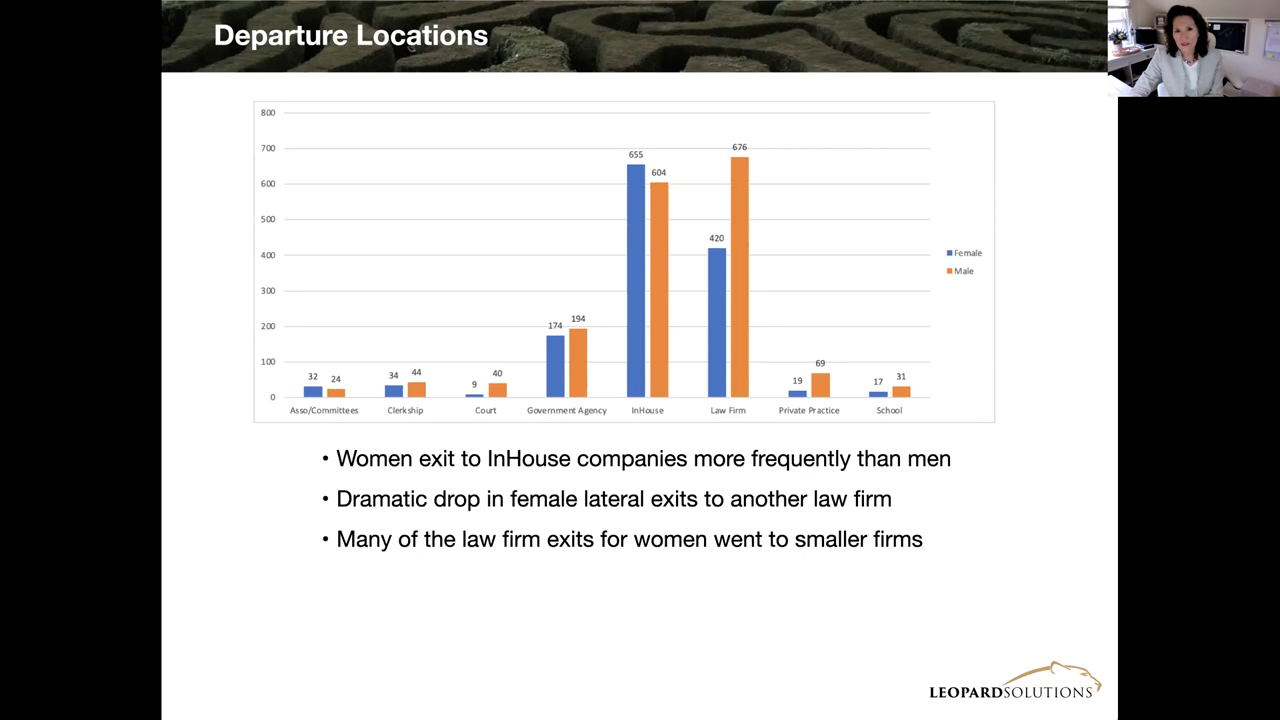 Departure Locations
800
700
600
500
400
300
200
100
0
32 24 34 44 9 40 174 194 655 604 420 676 19 69 17 31
Asso/Committees Clerkship Court Government Agency InHouse Law Firm Private Practice School
Female
Male
• Women exit to InHouse companies more frequently than men
• Dramatic drop in female lateral exits to another law firm
• Many of the law firm exits for women went to smaller firms
LEOPARDSOLUTIONS